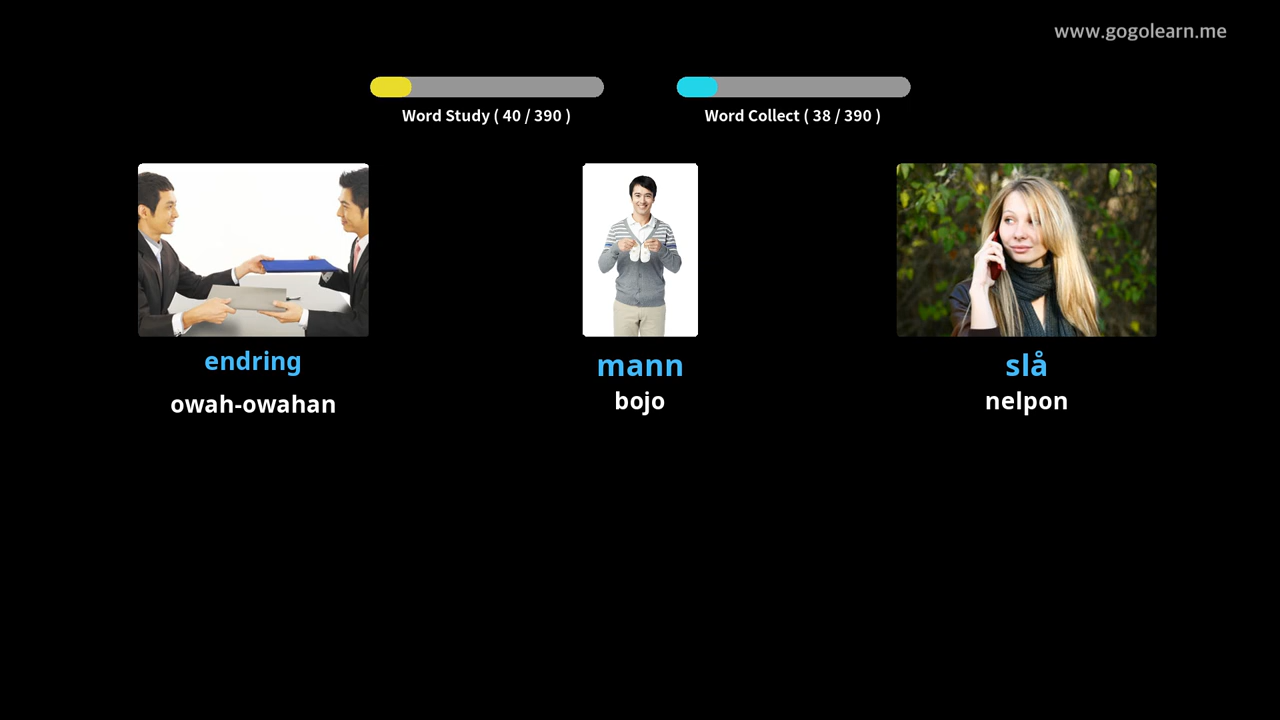 www.gogolearn.me
Word Study ( 40 / 390 )
Word Collect ( 38 / 390 )
endring
owah-owahan
mann
bojo
slå
nelpon